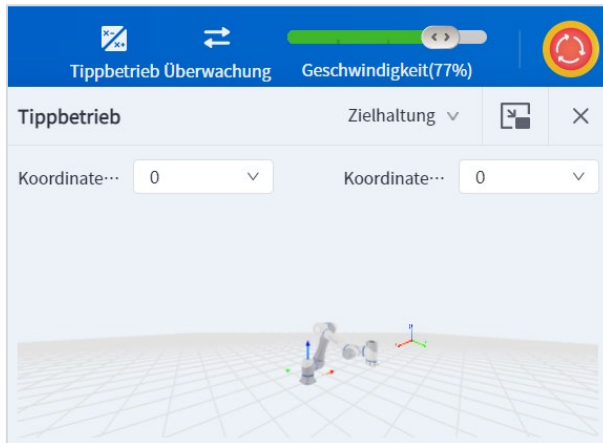 Tippbetrieb Überwachung Geschwindigkeit(77%)
Tippbetrieb Zielhaltung
Koordinate··· 0 Koordinate··· 0